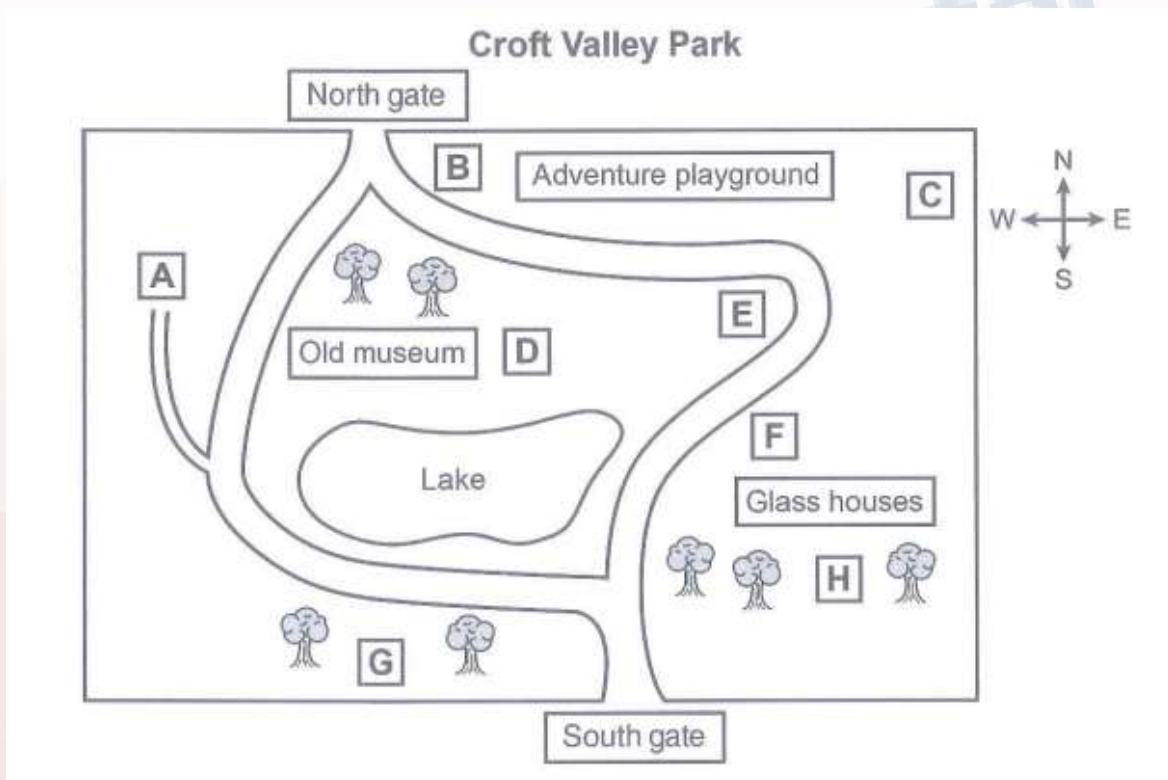 Croft Valley Park
North gate
B
Adventure playground
C
N
W E
S
A
E
Old museum
D
F
Lake
Glass houses
H
G
South gate